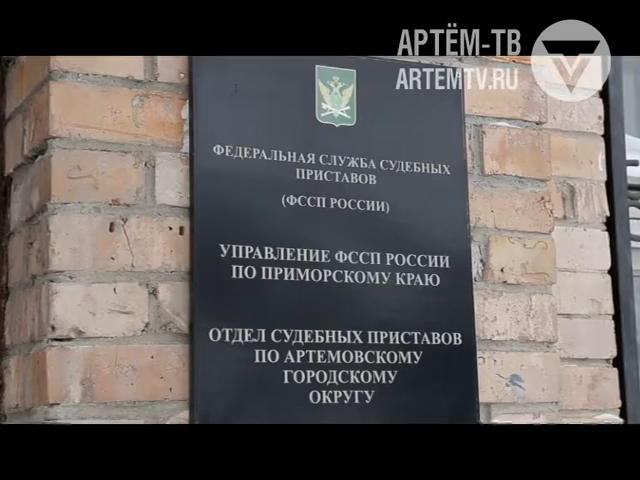 АРТЁМ-ТВ
ARTEMTV.RU
ФЕДЕРАЛЬНАЯ СЛУЖБА СУДЕБНЫХ
ПРИСТАВОВ
(ФССП РОССИИ)
УПРАВЛЕНИЕ ФССП РОССИИ
ПО ПРИМОРСКОМУ КРАЮ
ОТДЕЛ СУДЕБНЫХ ПРИСТАВОВ
ПО АРТЕМОВСКОМУ
ГОРОДСКОМУ
ОКРУГУ